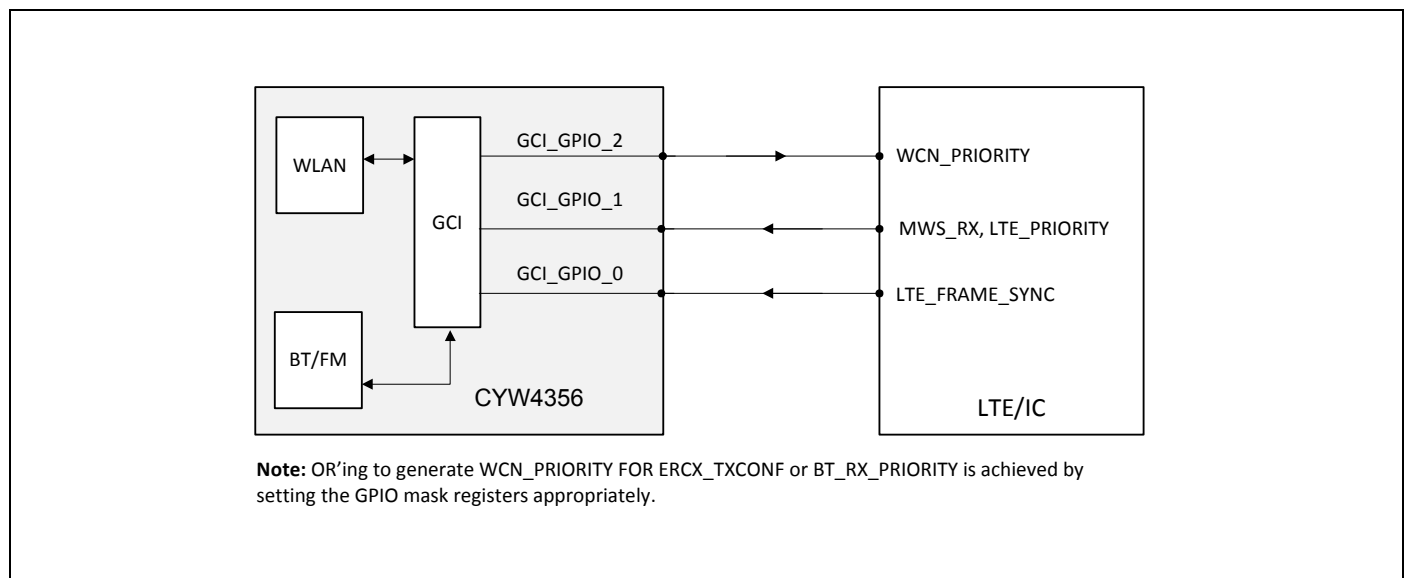 GCI_GPIO_2
WCN_PRIORITY
WLAN
GCI_GPIO_1
GCI
MWS_RX, LTE_PRIORITY
GCI_GPIO_0
LTE_FRAME_SYNC
BT/FM
CYW4356
LTE/IC
Note: OR’ing to generate WCN_PRIORITY FOR ERCX_TXCONF or BT_RX_PRIORITY is achieved by
setting the GPIO mask registers appropriately.